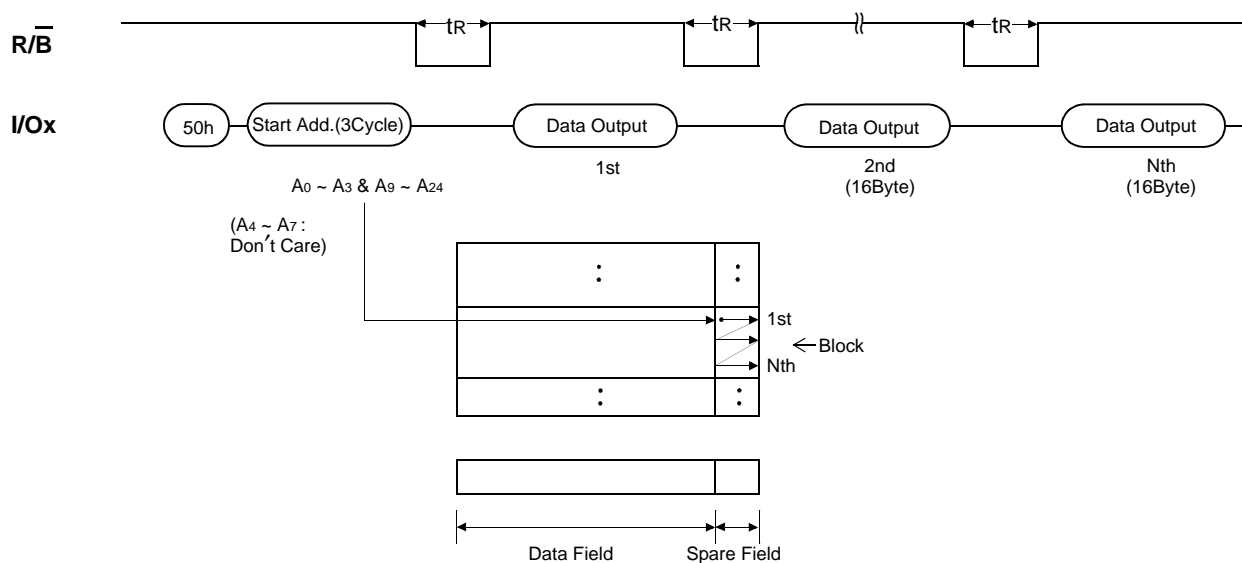 R/B
tR
tR
tR
I/Ox
50h
Start Add.(3Cycle)
Data Output
Data Output
Data Output
1st
2nd
(16Byte)
Nth
(16Byte)
A0 ~ A3 & A9 ~ A24
(A4 ~ A7 :
Don't Care)
1st
Block
Nth
Data Field
Spare Field